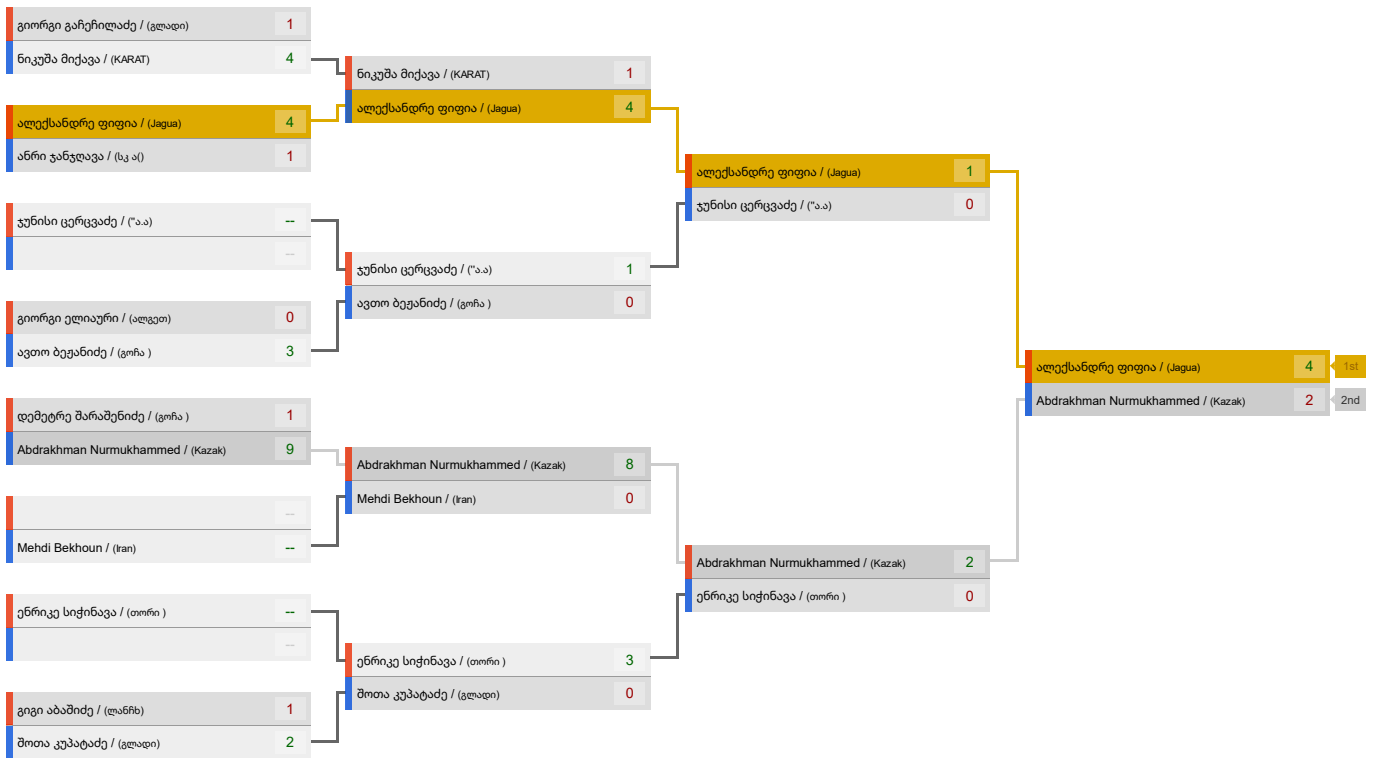 გიორგი გაჩეჩილაძე / (გლადი) 1
ნიკუშა მიქავა / (KARAT) 4
ალექსანდრე ფიფია / (Jagua) 4
ანრი ჯანჯღავა / (სკ ა() 1
ჯუნისი ცერცვაძე / ("ა.ა) --
--
გიორგი ელიაური / (ალგეთ) 0
ავთო ბეჟანიძე / (გოჩა ) 3
დემეტრე შარაშენიძე / (გოჩა ) 1
Abdrakhman Nurmukhammed / (Kazak) 9
--
Mehdi Bekhoun / (Iran) --
ენრიკე სიჭინავა / (თორი ) --
--
გიგი აბაშიძე / (ლანჩხ) 1
შოთა კუპატაძე / (გლადი) 2
ნიკუშა მიქავა / (KARAT) 1
ალექსანდრე ფიფია / (Jagua) 4
ჯუნისი ცერცვაძე / ("ა.ა) 1
ავთო ბეჟანიძე / (გოჩა ) 0
Abdrakhman Nurmukhammed / (Kazak) 8
Mehdi Bekhoun / (Iran) 0
ენრიკე სიჭინავა / (თორი ) 3
შოთა კუპატაძე / (გლადი) 0
ალექსანდრე ფიფია / (Jagua) 1
ჯუნისი ცერცვაძე / ("ა.ა) 0
Abdrakhman Nurmukhammed / (Kazak) 2
ენრიკე სიჭინავა / (თორი ) 0
ალექსანდრე ფიფია / (Jagua) 4 1st
Abdrakhman Nurmukhammed / (Kazak) 2 2nd